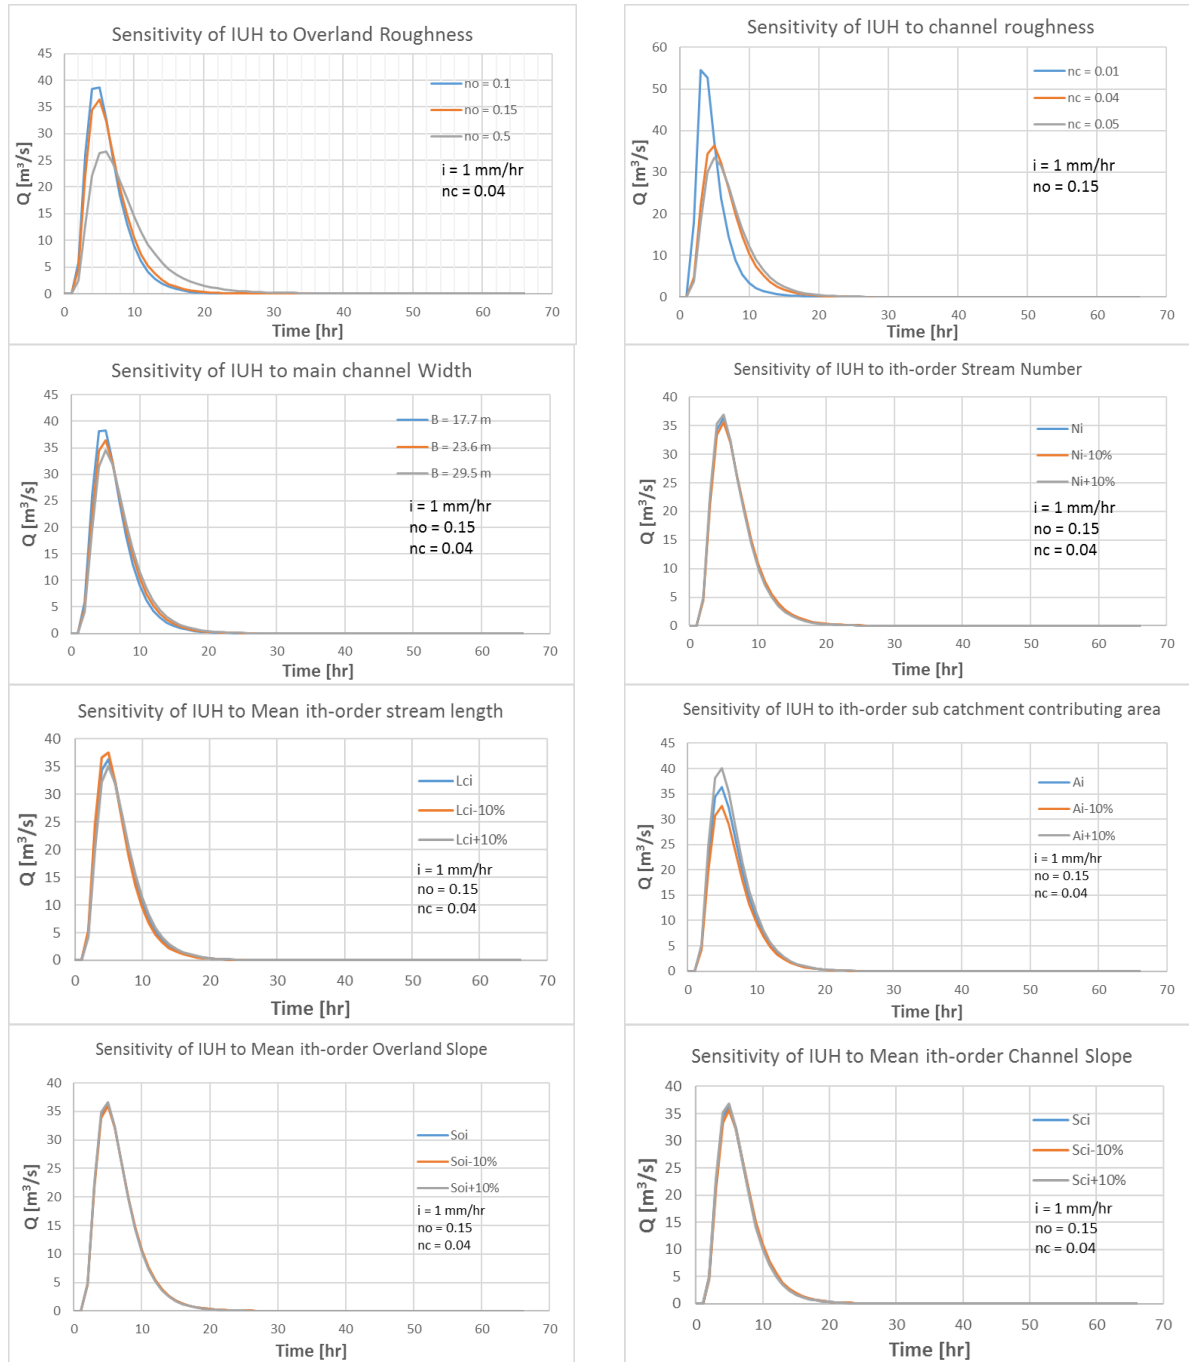 Sensitivity of IUH to Overland Roughness
45
40
35
30
25
20
15
10
5
0
Q [m³/s]
no = 0.1
no = 0.15
no = 0.5
i = 1 mm/hr
nc = 0.04
0 10 20 30 40 50 60 70
Time [hr]
Sensitivity of IUH to channel roughness
60
50
40
30
20
10
0
Q [m³/s]
nc = 0.01
nc = 0.04
nc = 0.05
i = 1 mm/hr
no = 0.15
0 10 20 30 40 50 60 70
Time [hr]
Sensitivity of IUH to main channel Width
45
40
35
30
25
20
15
10
5
0
Q [m³/s]
B = 17.7 m
B = 23.6 m
B = 29.5 m
i = 1 mm/hr
no = 0.15
nc = 0.04
0 10 20 30 40 50 60 70
Time [hr]
Sensitivity of IUH to ith-order Stream Number
40
35
30
25
20
15
10
5
0
Q [m³/s]
Ni
Ni-10%
Ni+10%
i = 1 mm/hr
no = 0.15
nc = 0.04
0 10 20 30 40 50 60 70
Time [hr]
Sensitivity of IUH to Mean ith-order stream length
40
35
30
25
20
15
10
5
0
Q [m³/s]
Lci
Lci-10%
Lci+10%
i = 1 mm/hr
no = 0.15
nc = 0.04
0 10 20 30 40 50 60 70
Time [hr]
Sensitivity of IUH to ith-order sub catchment contributing area
45
40
35
30
25
20
15
10
5
0
Q [m³/s]
Ai
Ai-10%
Ai+10%
i = 1 mm/hr
no = 0.15
nc = 0.04
0 10 20 30 40 50 60 70
Time [hr]
Sensitivity of IUH to Mean ith-order Overland Slope
40
35
30
25
20
15
10
5
0
Q [m³/s]
Soi
Soi-10%
Soi+10%
i = 1 mm/hr
no = 0.15
nc = 0.04
0 10 20 30 40 50 60 70
Time [hr]
Sensitivity of IUH to Mean ith-order Channel Slope
40
35
30
25
20
15
10
5
0
Q [m³/s]
Sci
Sci-10%
Sci+10%
i = 1 mm/hr
no = 0.15
nc = 0.04
0 10 20 30 40 50 60 70
Time [hr]